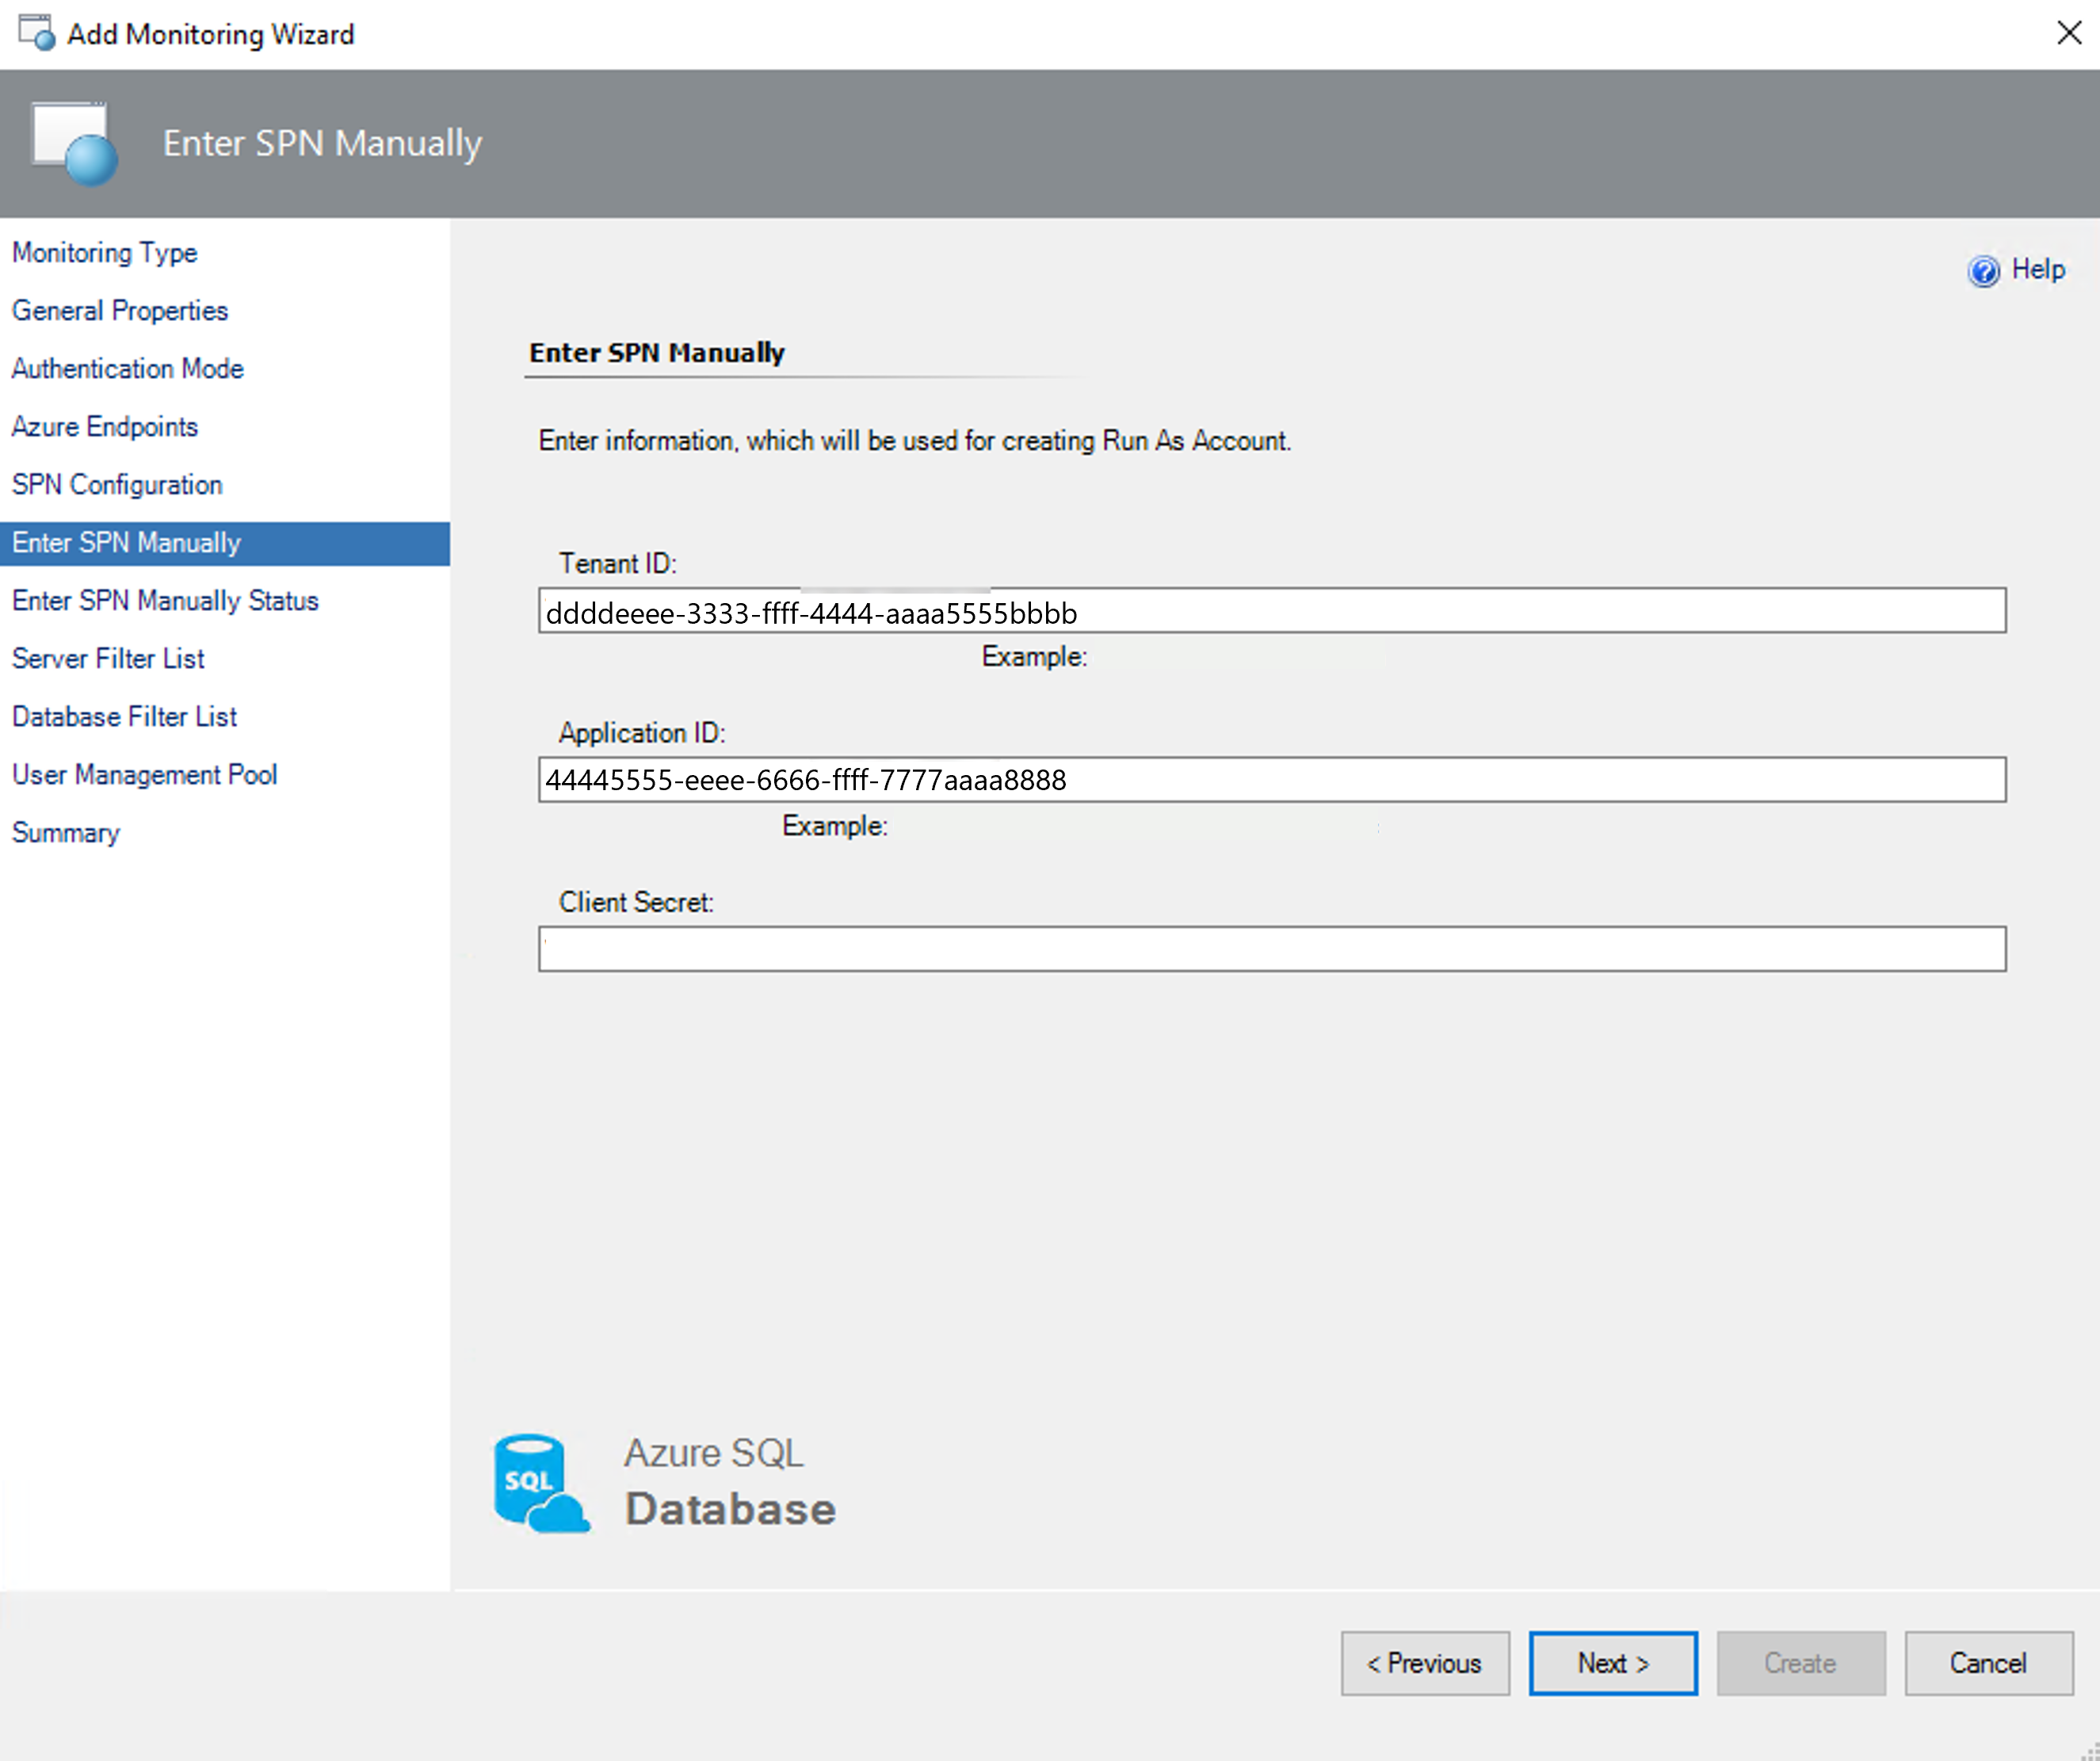 Add Monitoring Wizard
Enter SPN Manually
Monitoring Type
General Properties
Authentication Mode
Azure Endpoints
SPN Configuration
Enter SPN Manually
Enter SPN Manually Status
Server Filter List
Database Filter List
User Management Pool
Summary
Help
Enter SPN Manually
Enter information, which will be used for creating Run As Account.
Tenant ID:
ddddeeee-3333-ffff-4444-aaaa5555bbbb
Example:
Application ID:
44445555-eeee-6666-ffff-7777aaaa8888
Example:
Client Secret:
SQL
Azure SQL
Database
< Previous
Next >
Create
Cancel